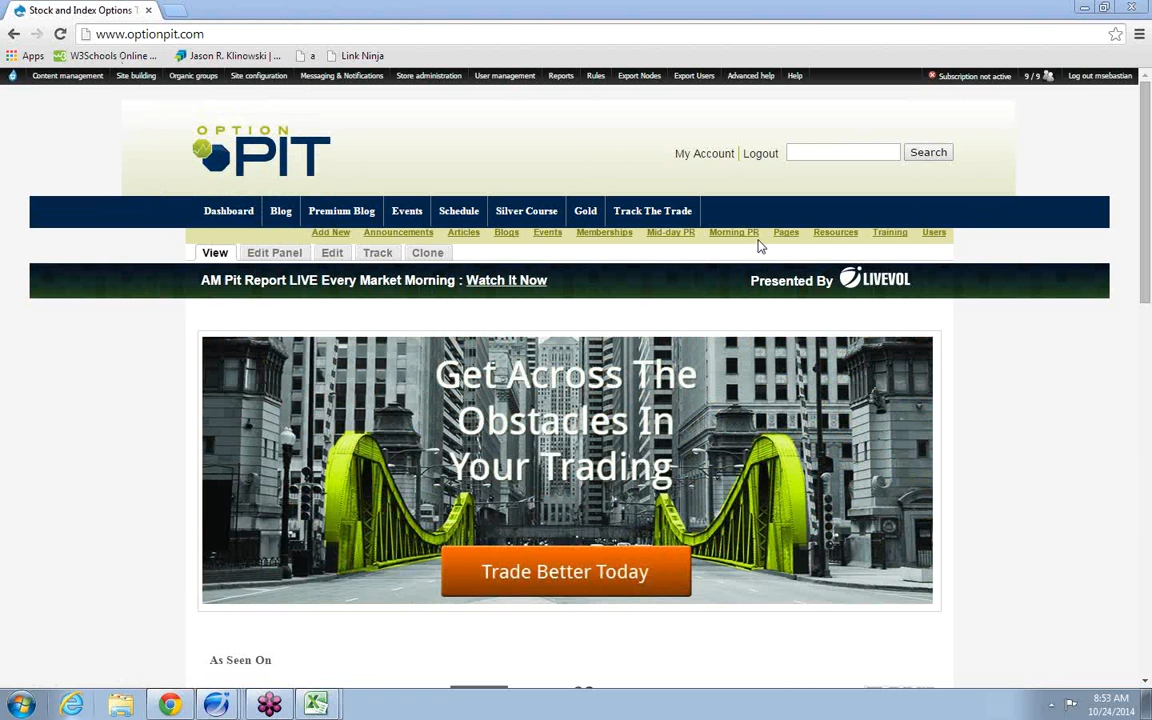 Stock and Index Options T
www.optionpit.com
Apps W3Schools Online ... Jason R. Klinowski | ... a Link Ninja
Content management Site building Organic groups Site configuration Messaging & Notifications Store administration User management Reports Rules Export Nodes Export Users Advanced help Help Subscription not active 9 / 9 Log out msebastian
OPTION
PIT
My Account Logout Search
Dashboard Blog Premium Blog Events Schedule Silver Course Gold Track The Trade
Add New Announcements Articles Blogs Events Memberships Mid-day PR Morning PR Pages Resources Training Users
View Edit Panel Edit Track Clone
AM Pit Report LIVE Every Market Morning : Watch It Now Presented By LIVEVOL
Get Across The
Obstacles In
Your Trading
Trade Better Today
As Seen On
8:53 AM
10/24/2014